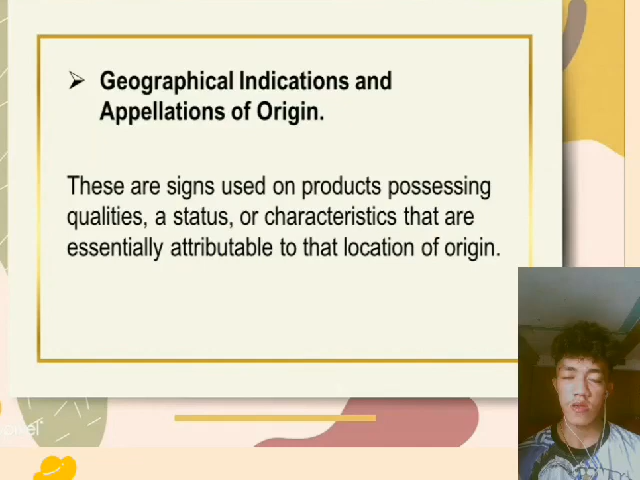 Geographical Indications and
Appellations of Origin.
These are signs used on products possessing
qualities, a status, or characteristics that are
essentially attributable to that location of origin.